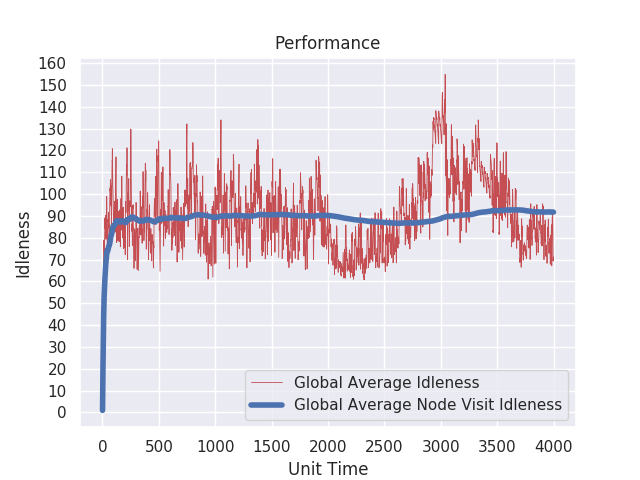 Performance
160
150
140
130
120
110
100
90
80
70
60
50
40
30
20
10
0
Idleness
0 500 1000 1500 2000 2500 3000 3500 4000
Unit Time
Global Average Idleness
Global Average Node Visit Idleness